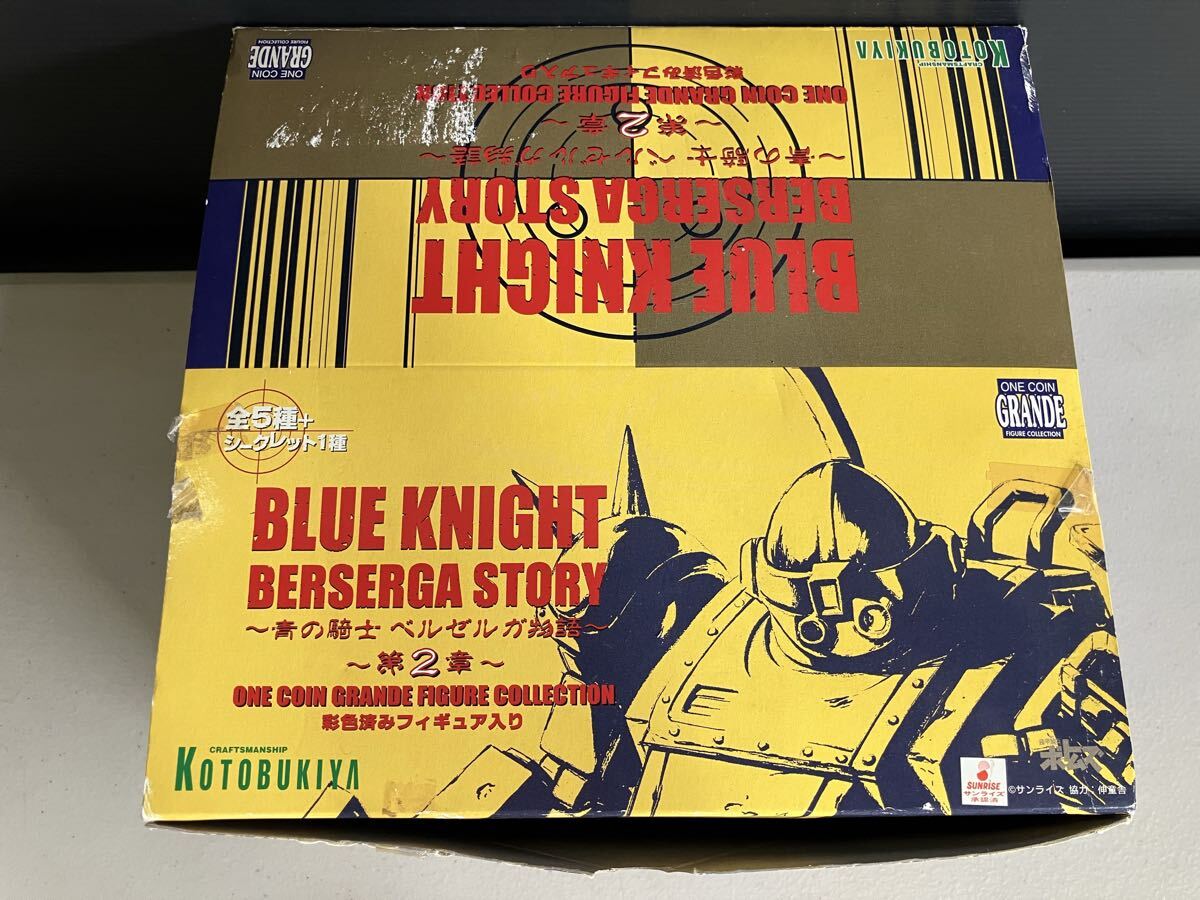 ONE COIN
GRANDE
FIGURE COLLECTION
CRAFTSMANSHIP
KOTOBUKIYA
BLUE KNIGHT
BERSERGA STORY
～青の騎士 ベルゼルガ物語～
～第2章～
ONE COIN GRANDE FIGURE COLLECTION
彩色済みフィギュア入り
全5種+
シークレット1種
ONE COIN
GRANDE
FIGURE COLLECTION
BLUE KNIGHT
BERSERGA STORY
～青の騎士 ベルゼルガ物語～
～第2章～
ONE COIN GRANDE FIGURE COLLECTION
彩色済みフィギュア入り
CRAFTSMANSHIP
KOTOBUKIYA
SUNRISE
サンライズ
承認済
ボトムズ
©サンライズ 協力：伸童舎